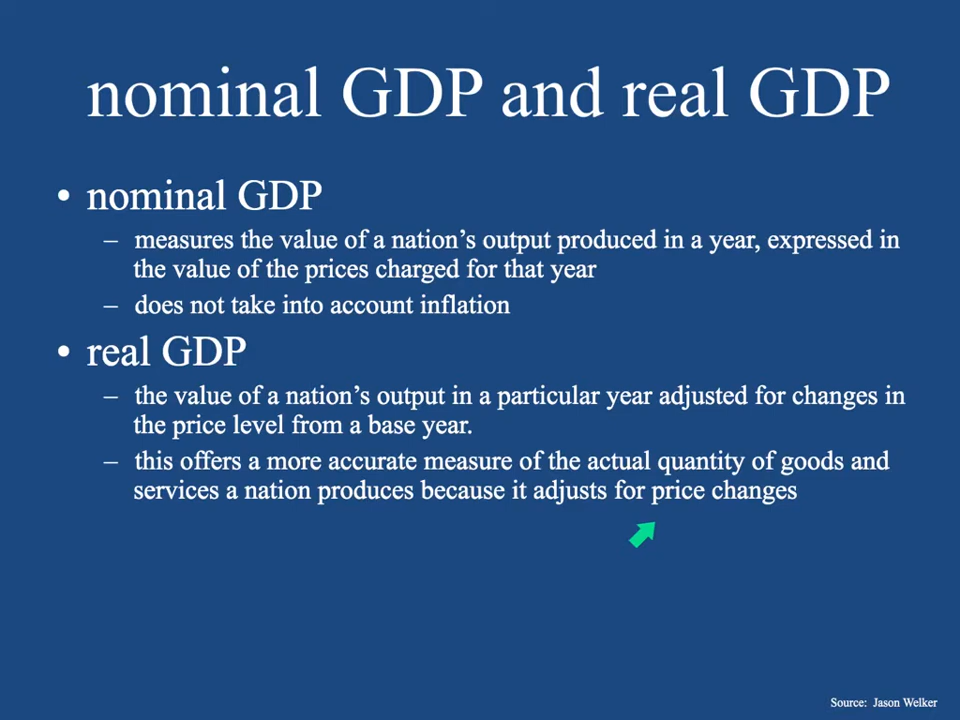 nominal GDP and real GDP
• nominal GDP
– measures the value of a nation’s output produced in a year, expressed in
the value of the prices charged for that year
– does not take into account inflation
• real GDP
– the value of a nation’s output in a particular year adjusted for changes in
the price level from a base year.
– this offers a more accurate measure of the actual quantity of goods and
services a nation produces because it adjusts for price changes
Source: Jason Welker